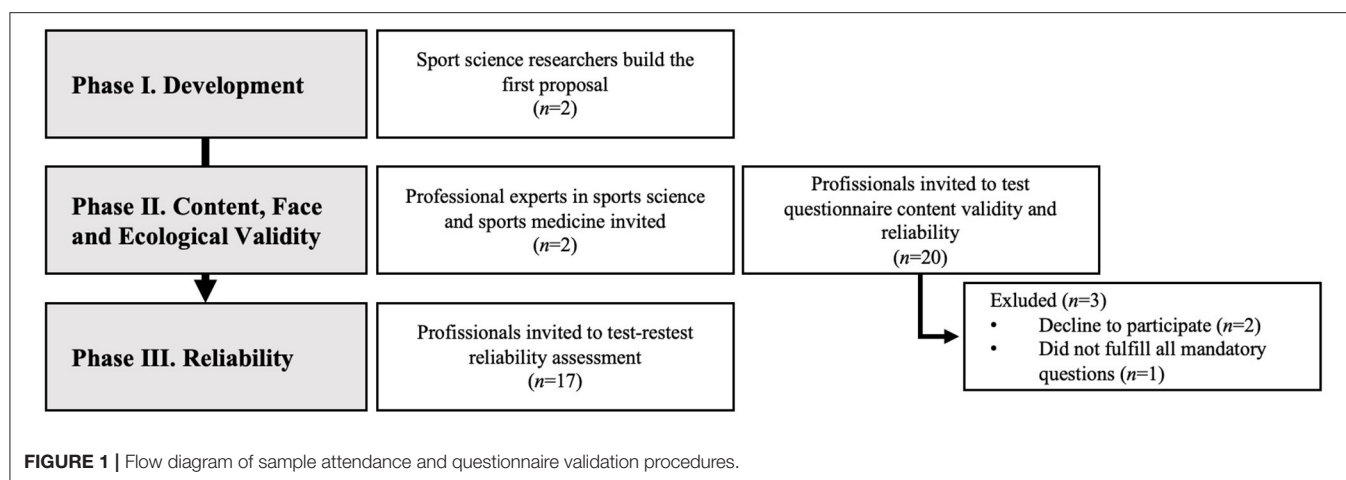 Phase I. Development
Sport science researchers build the
first proposal
(n=2)
Phase II. Content, Face
and Ecological Validity
Professional experts in sports science
and sports medicine invited
(n=2)
Profissionals invited to test
questionnaire content validity and
reliability
(n=20)
Exluded (n=3)
• Decline to participate (n=2)
• Did not fulfill all mandatory
questions (n=1)
Phase III. Reliability
Profissionals invited to test-restest
reliability assessment
(n=17)
FIGURE 1 | Flow diagram of sample attendance and questionnaire validation procedures.